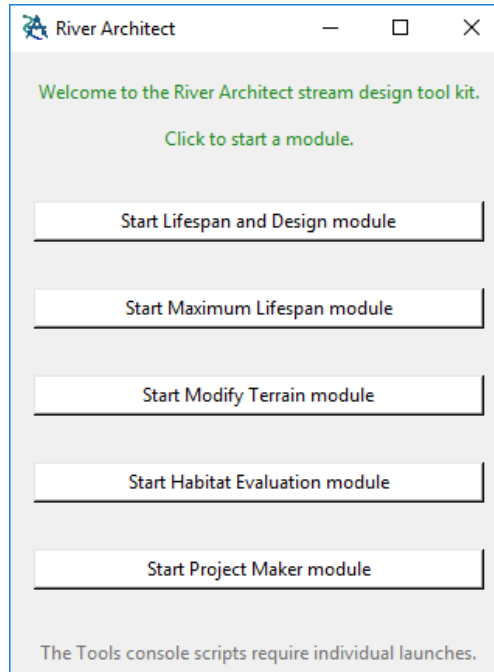 River Architect
Welcome to the River Architect stream design tool kit.
Click to start a module.
Start Lifespan and Design module
Start Maximum Lifespan module
Start Modify Terrain module
Start Habitat Evaluation module
Start Project Maker module
The Tools console scripts require individual launches.